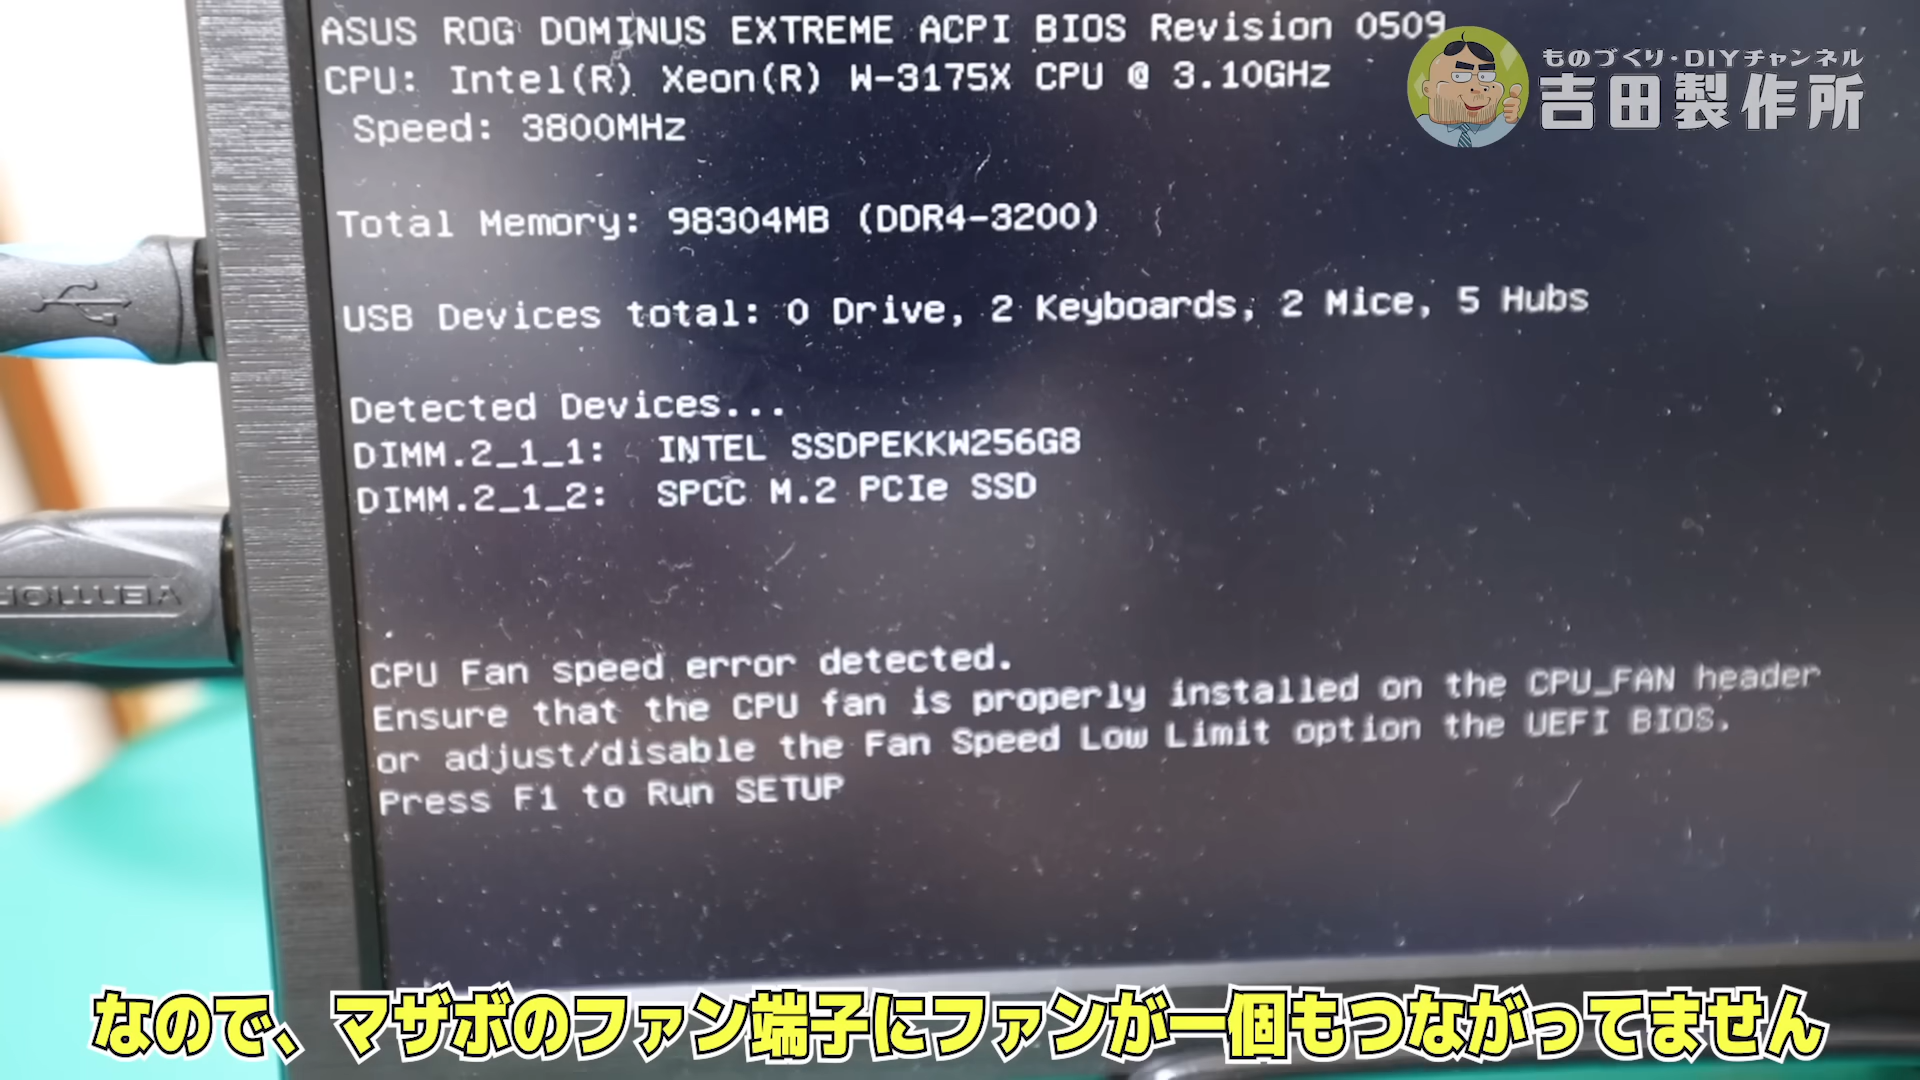 ASUS ROG DOMINUS EXTREME ACPI BIOS Revision 0509
CPU: Intel(R) Xeon(R) W-3175X CPU @ 3.10GHz
Speed: 3800MHz
Total Memory: 98304MB (DDR4-3200)
USB Devices total: 0 Drive, 2 Keyboards, 2 Mice, 5 Hubs
Detected Devices...
DIMM.2_1_1: INTEL SSDPEKKW256G8
DIMM.2_1_2: SPCC M.2 PCIe SSD
CPU Fan speed error detected.
Ensure that the CPU fan is properly installed on the CPU_FAN header
or adjust/disable the Fan Speed Low Limit option the UEFI BIOS.
Press F1 to Run SETUP
ものづくり・DIYチャンネル
吉田製作所
VENTION
なので、マザボのファン端子にファンが一個もつながってません